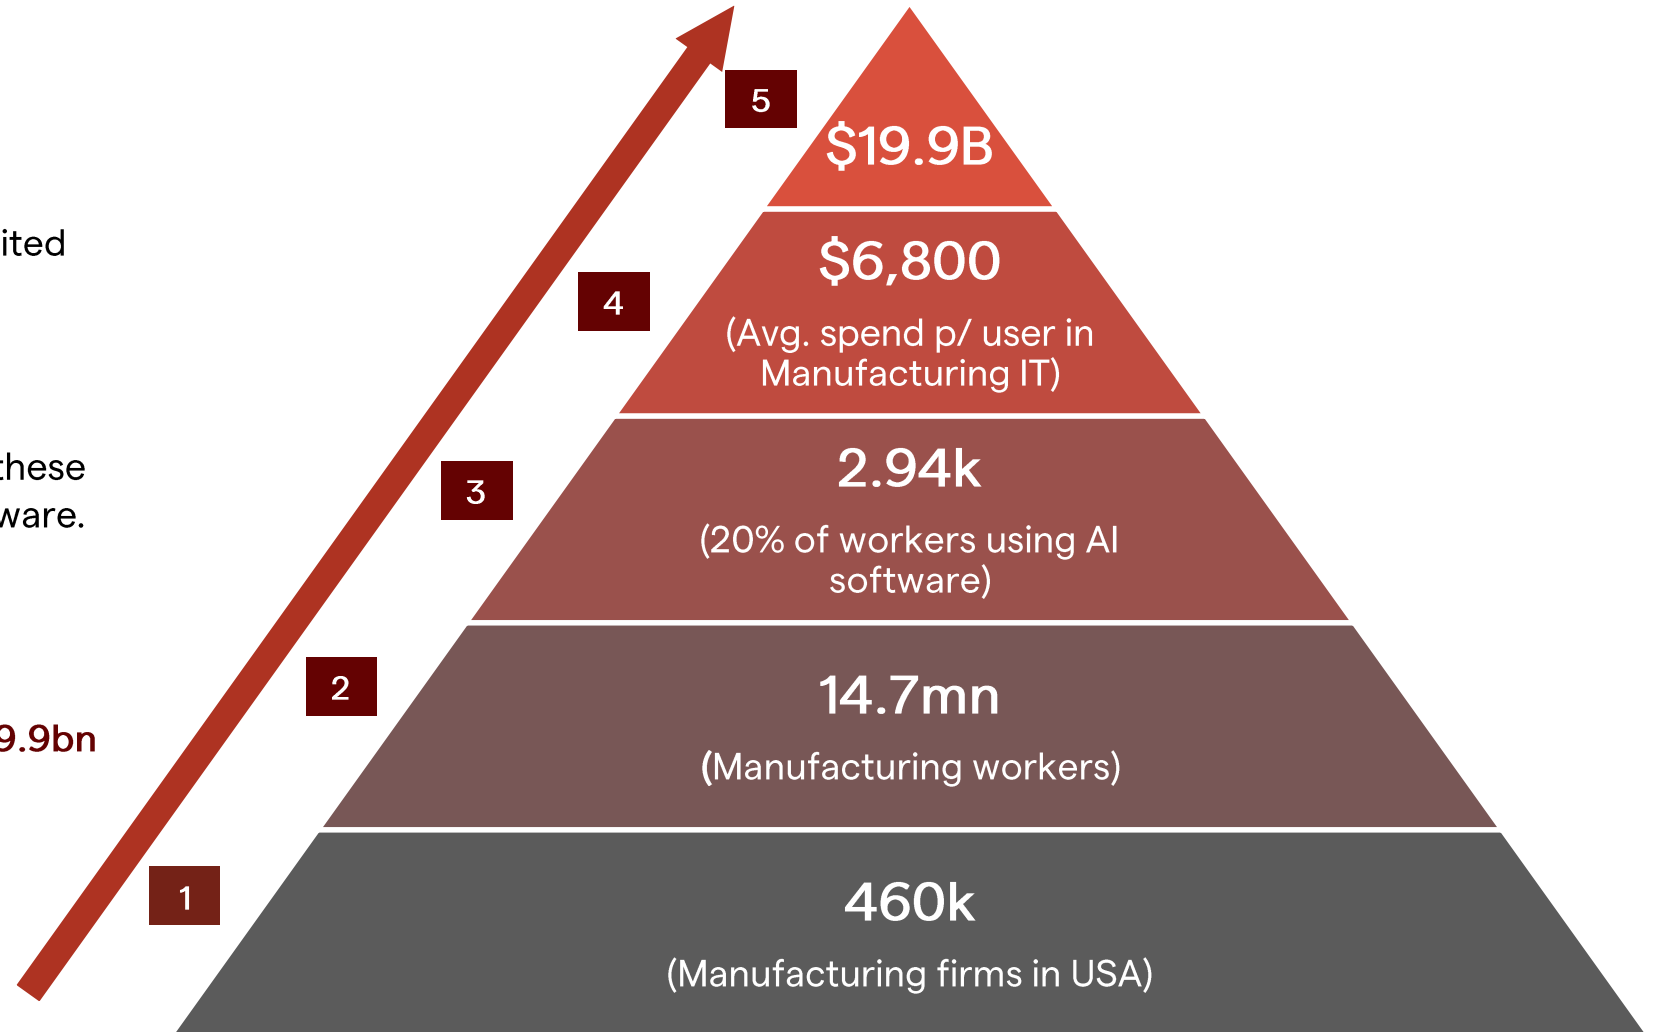 5
$19.9B
ited
$6,800
4
(Avg. spend p/ user in
Manufacturing IT)
these
2.94k
3
ware.
(20% of workers using AI
software)
2
14.7mn
9.9bn
(Manufacturing workers)
1
460k
(Manufacturing firms in USA)